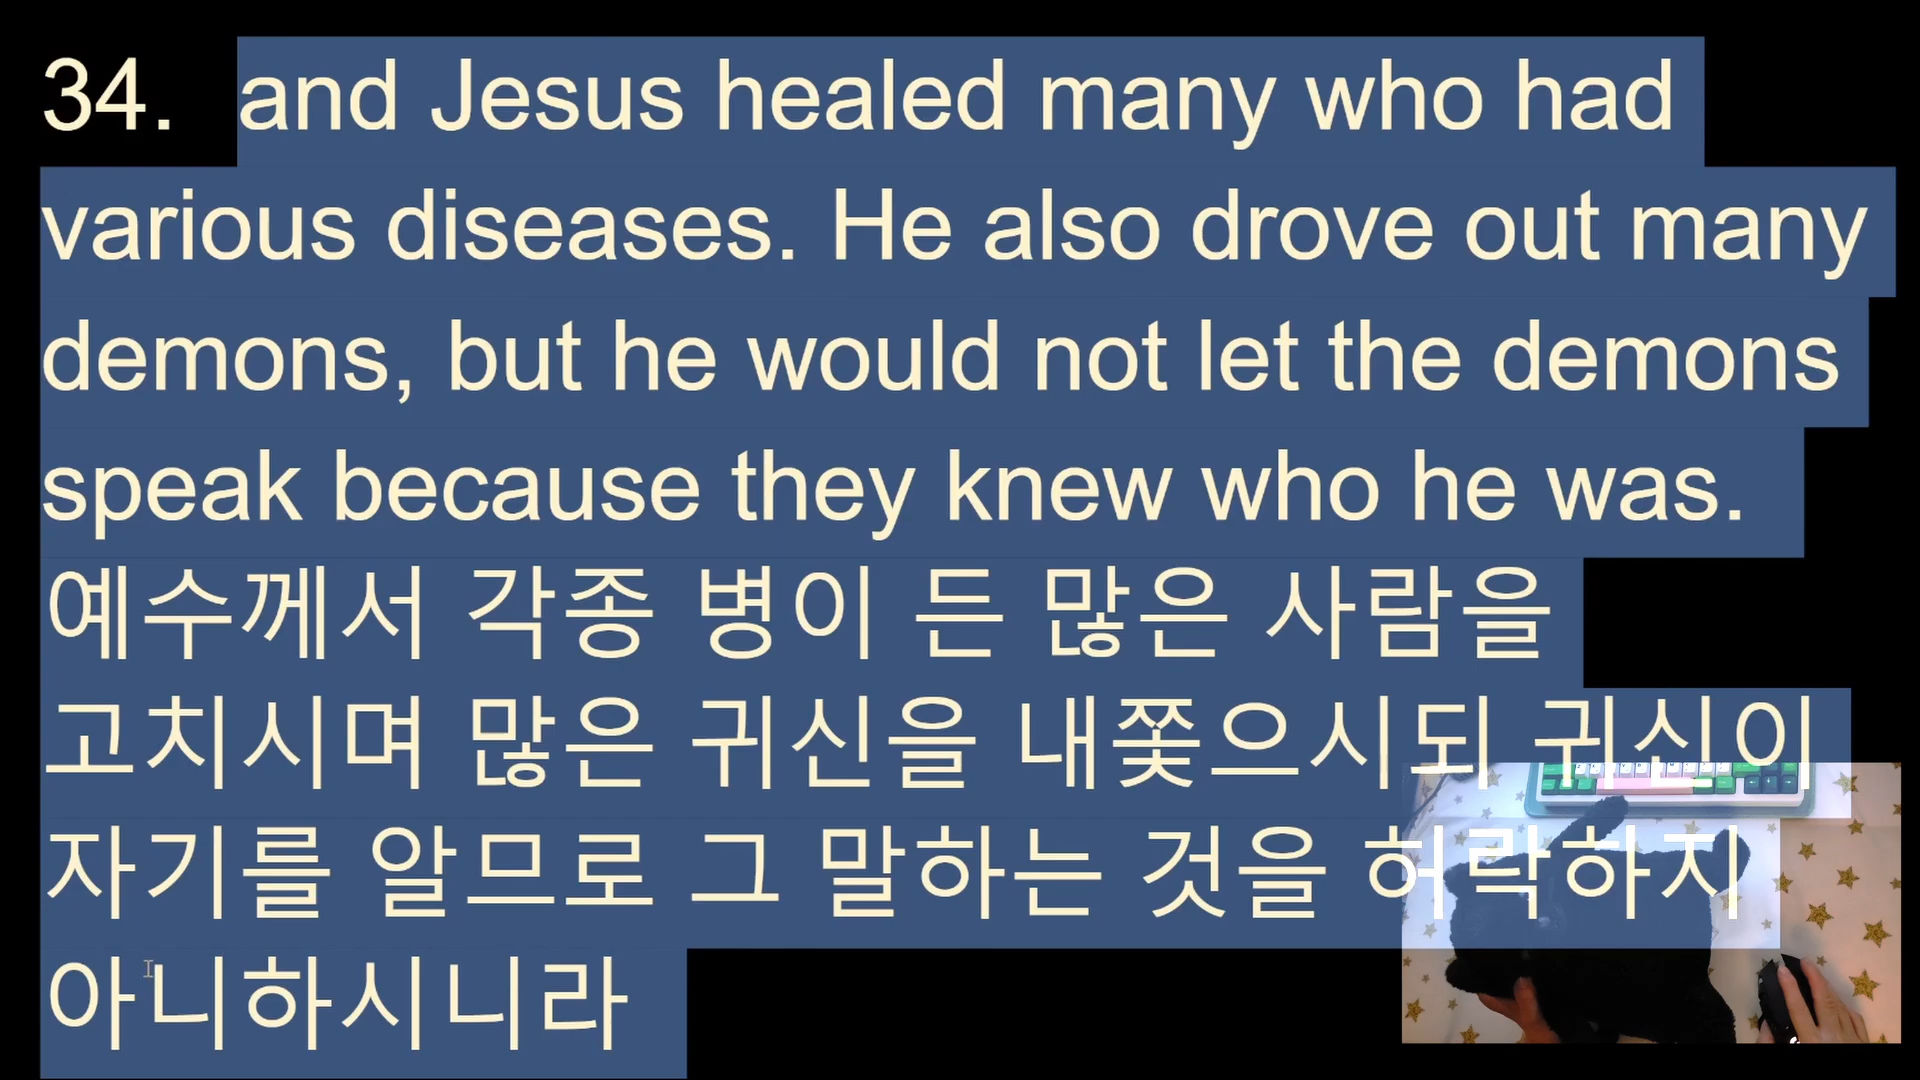 34. and Jesus healed many who had
various diseases. He also drove out many
demons, but he would not let the demons
speak because they knew who he was.
예수께서 각종 병이 든 많은 사람을
고치시며 많은 귀신을 내쫓으시되 귀신이
자기를 알므로 그 말하는 것을 허락하지
아니하시니라